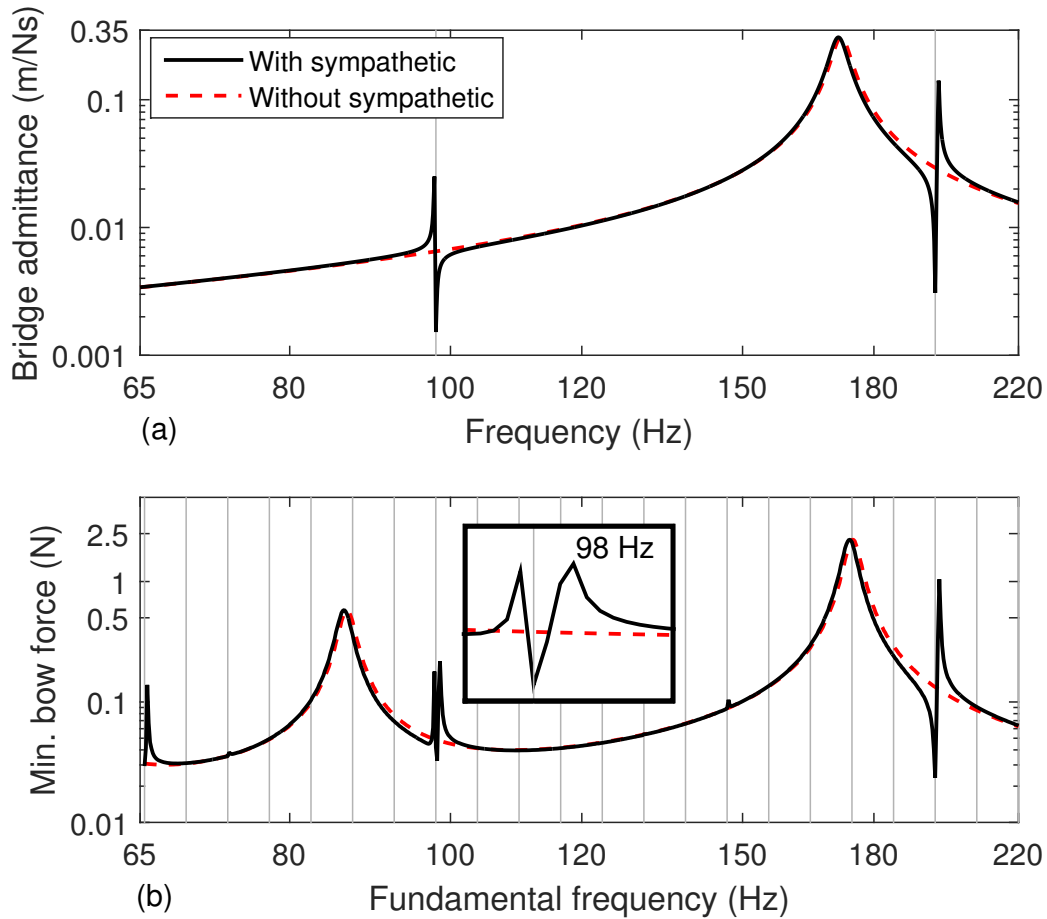 Bridge admittance (m/Ns)
0.35
0.1
0.01
0.001
With sympathetic
Without sympathetic
65 80 100 120 150 180 220
(a) Frequency (Hz)
Min. bow force (N)
2.5
1
0.5
0.1
0.01
98 Hz
65 80 100 120 150 180 220
(b) Fundamental frequency (Hz)